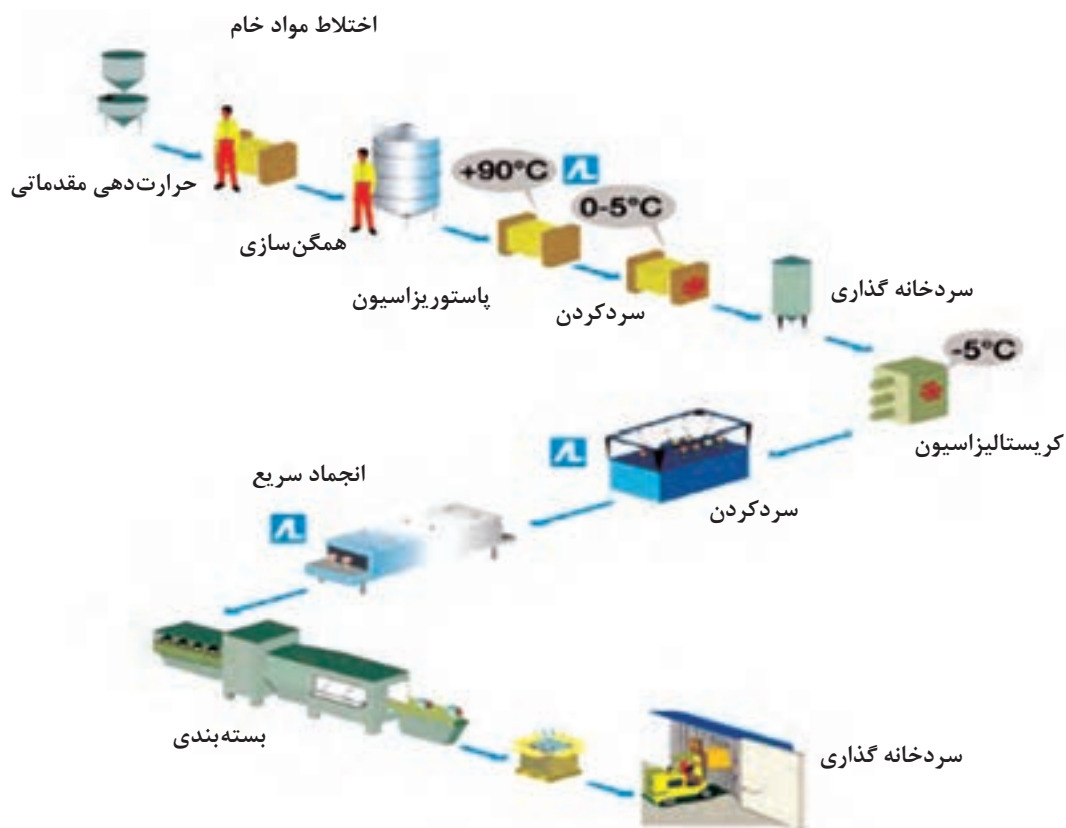 اختلاط مواد خام
حرارت‌دهی مقدماتی
همگن‌سازی
+90°C
پاستوریزاسیون
0-5°C
سردکردن
سردخانه گذاری
-5°C
کریستالیزاسیون
سردکردن
انجماد سریع
بسته‌بندی
سردخانه گذاری